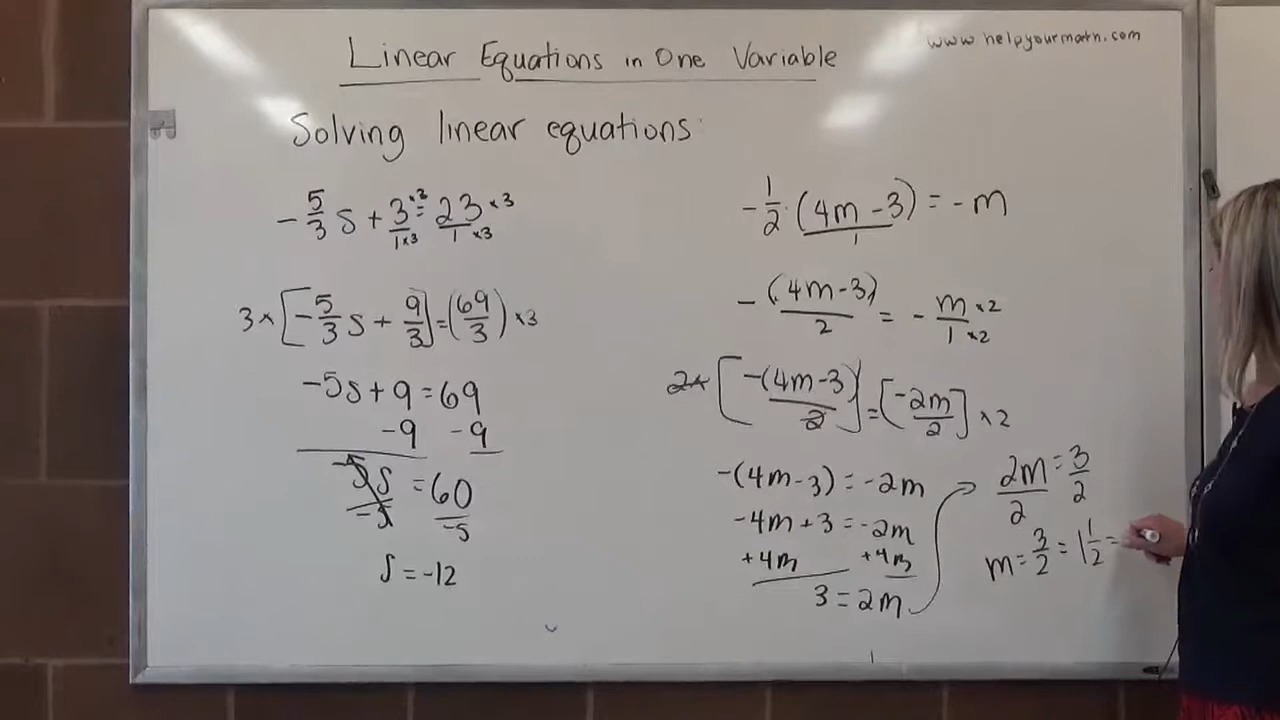 Linear Equations in One Variable
www.helpyourmath.com
Solving linear equations:
-5/3 s + 3×3/1×3 = 23×3/1×3
3×[-5/3 s + 9/3] = (69/3)×3
-5s + 9 = 69
-9 -9
-5s/-5 = 60/-5
s = -12
-1/2 · (4m - 3)/1 = -m
-(4m - 3)/2 = - m×2/1×2
2×[-(4m - 3)/2] = [-2m/2] ×2
-(4m - 3) = -2m
-4m + 3 = -2m
+4m +4m
3 = 2m
2m/2 = 3/2
m = 3/2 = 1 1/2 =